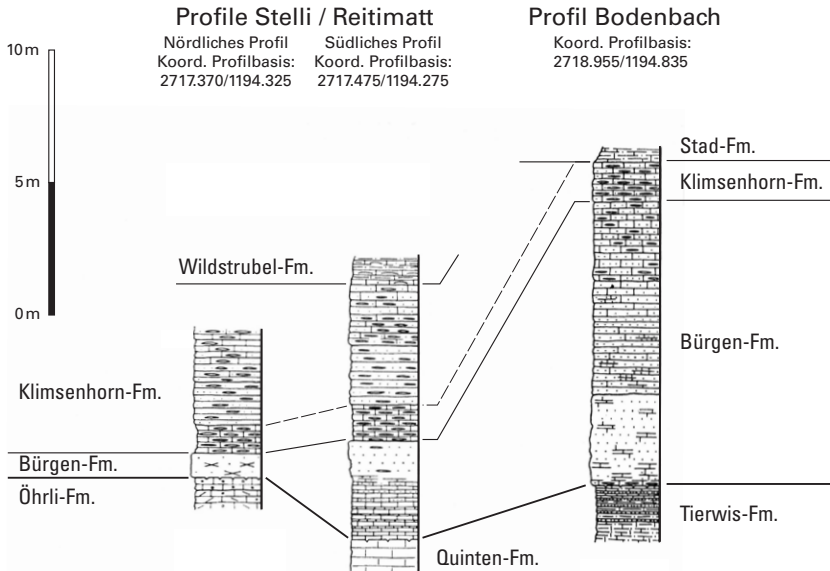 Profile Stelli / Reitimatt
Nördliches Profil
Koord. Profilbasis:
2717.370/1194.325
Südliches Profil
Koord. Profilbasis:
2717.475/1194.275
Profil Bodenbach
Koord. Profilbasis:
2718.955/1194.835
10 m
5 m
0 m
Wildstrubel-Fm.
Klimsenhorn-Fm.
Bürgen-Fm.
Öhrli-Fm.
Quinten-Fm.
Stad-Fm.
Klimsenhorn-Fm.
Bürgen-Fm.
Tierwis-Fm.